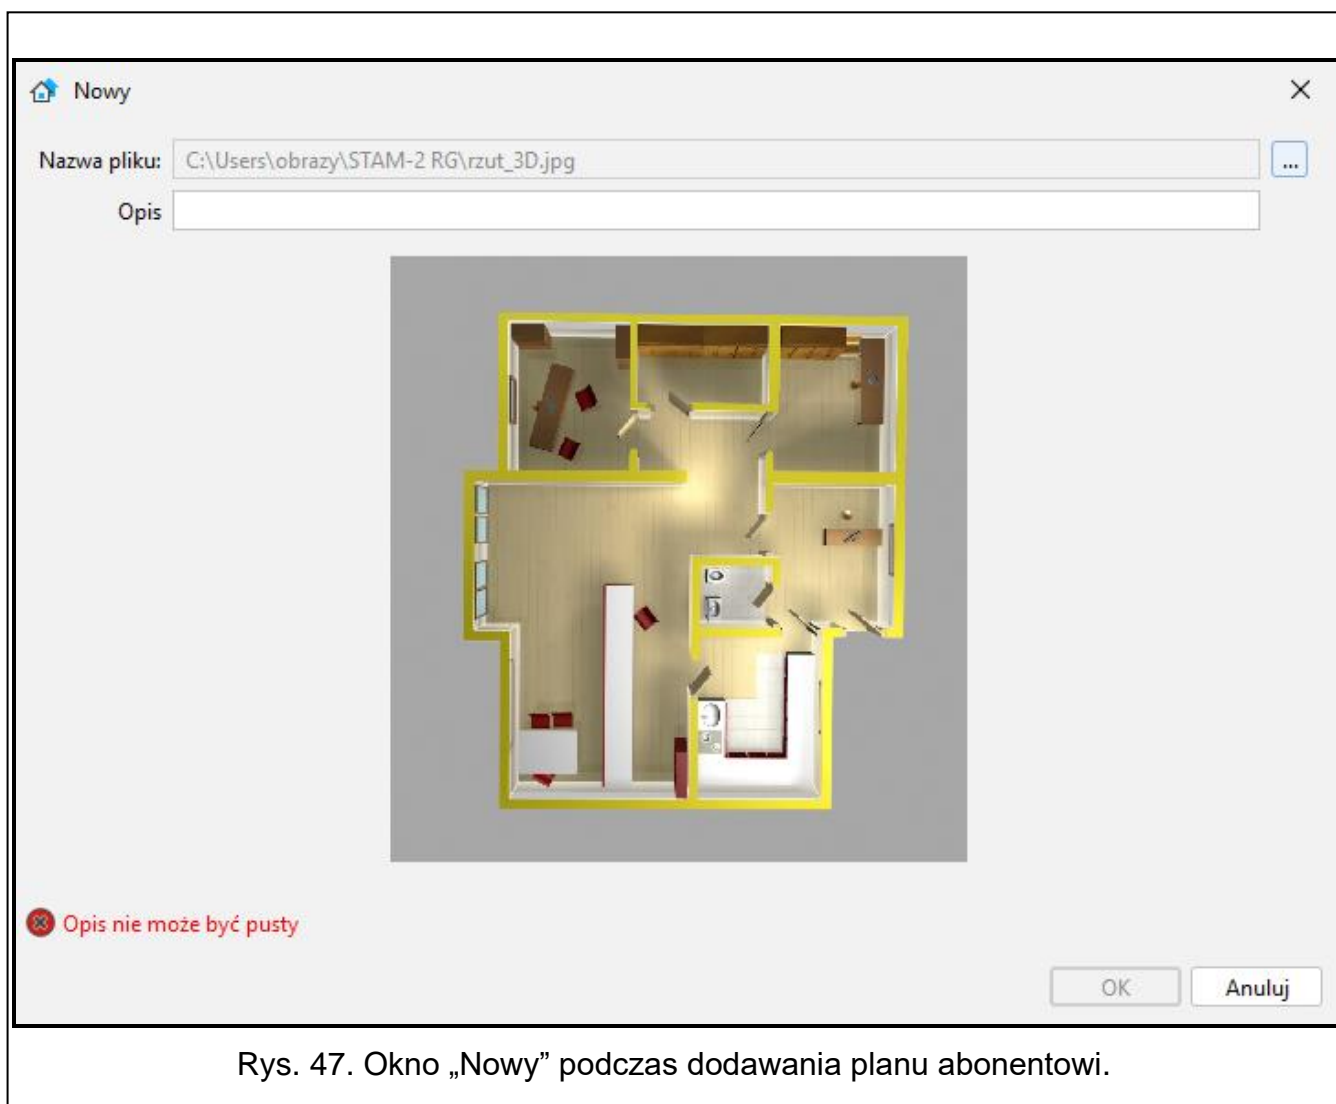 Nowy
Nazwa pliku: C:\Users\obrazy\STAM-2 RG\rzut_3D.jpg ...
Opis
Opis nie może być pusty
OK Anuluj
Rys. 47. Okno „Nowy” podczas dodawania planu abonentowi.